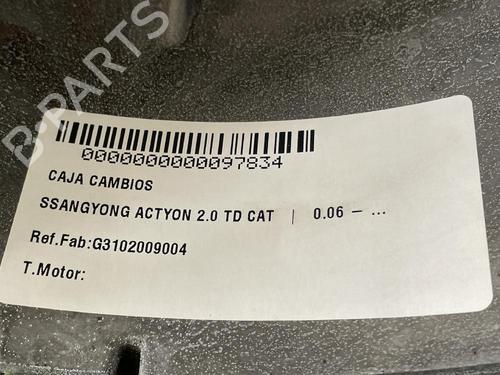 B-PARTS
0000000000097834
CAJA CAMBIOS
SSANGYONG ACTYON 2.0 TD CAT | 0.06 – ...
Ref.Fab:G3102009004
T.Motor: